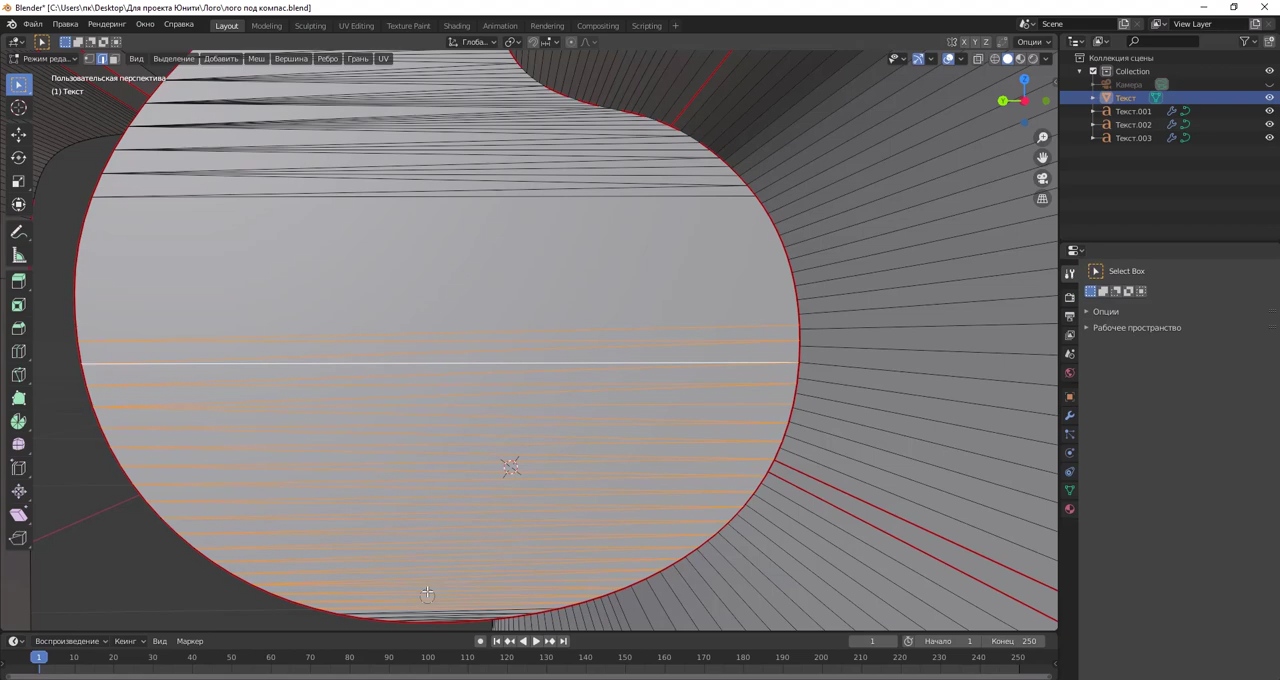 Blender* [C:\Users\пк\Desktop\Для проекта Юнити\Лого\лого под компас.blend]
Файл Правка Рендеринг Окно Справка Layout Modeling Sculpting UV Editing Texture Paint Shading Animation Rendering Compositing Scripting + Scene View Layer
Глоба... X Y Z Опции
Режим реда... Вид Выделение Добавить Меш Вершина Ребро Грань UV
Пользовательская перспектива
(1) Текст
Z
Y
Коллекция сцены
Collection
Камера
Текст
Текст.001
Текст.002
Текст.003
Select Box
Опции
Рабочее пространство
Воспроизведение Кеинг Вид Маркер 1 Начало 1 Конец 250
1 10 20 30 40 50 60 70 80 90 100 110 120 130 140 150 160 170 180 190 200 210 220 230 240 250